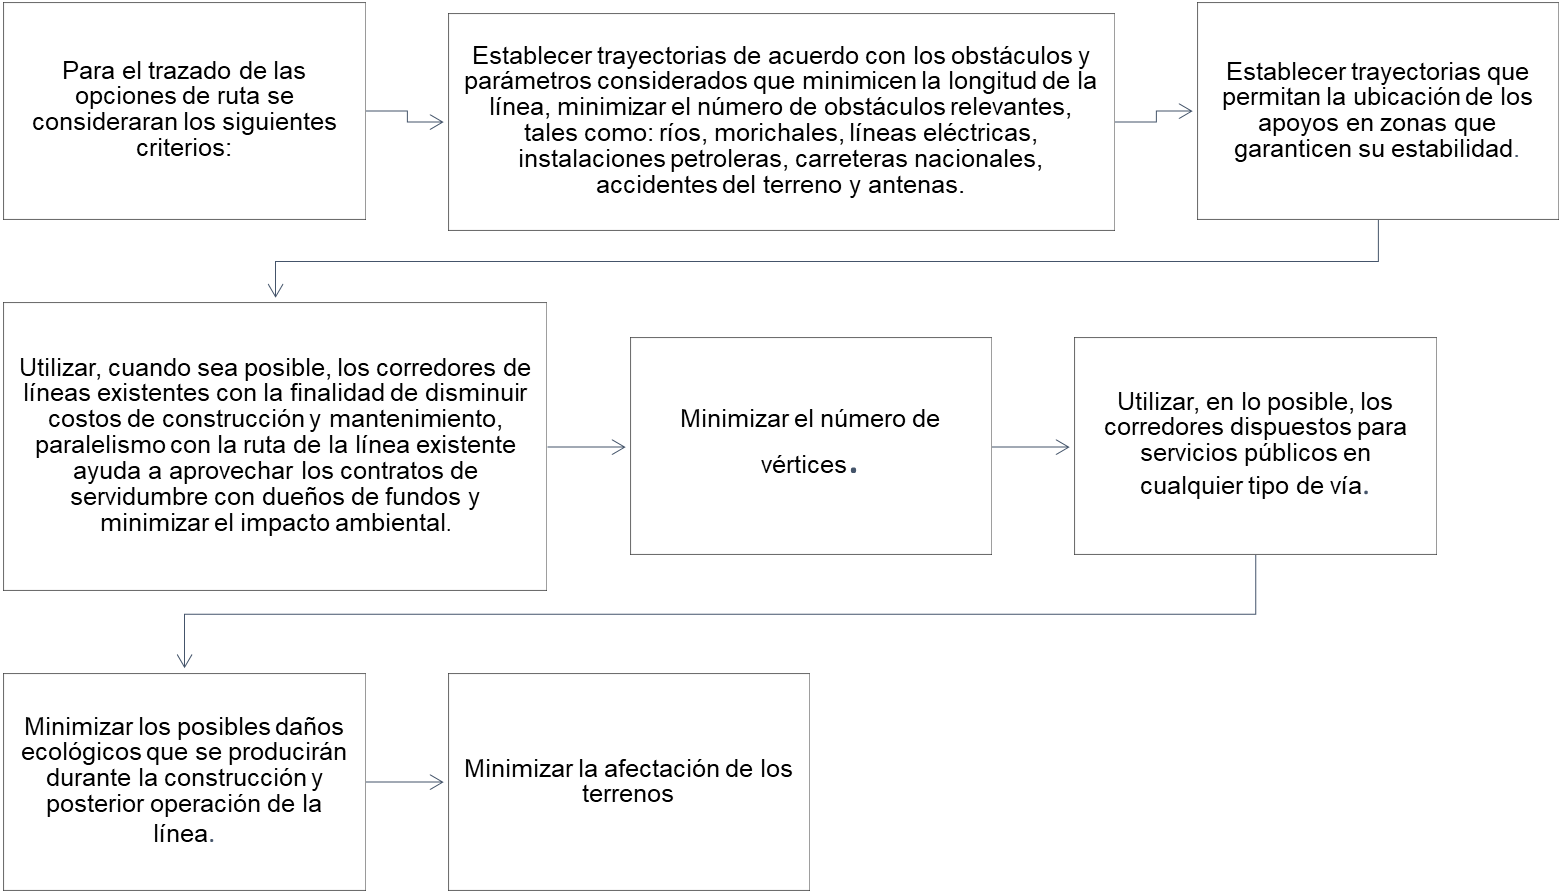 Para el trazado de las
opciones de ruta se
consideraran los siguientes
criterios:
Establecer trayectorias de acuerdo con los obstáculos y
parámetros considerados que minimicen la longitud de la
línea, minimizar el número de obstáculos relevantes,
tales como: ríos, morichales, líneas eléctricas,
instalaciones petroleras, carreteras nacionales,
accidentes del terreno y antenas.
Establecer trayectorias que
permitan la ubicación de los
apoyos en zonas que
garanticen su estabilidad.
Utilizar, cuando sea posible, los corredores de
líneas existentes con la finalidad de disminuir
costos de construcción y mantenimiento,
paralelismo con la ruta de la línea existente
ayuda a aprovechar los contratos de
servidumbre con dueños de fundos y
minimizar el impacto ambiental.
Minimizar el número de
vértices.
Utilizar, en lo posible, los
corredores dispuestos para
servicios públicos en
cualquier tipo de vía.
Minimizar los posibles daños
ecológicos que se producirán
durante la construcción y
posterior operación de la
línea.
Minimizar la afectación de los
terrenos